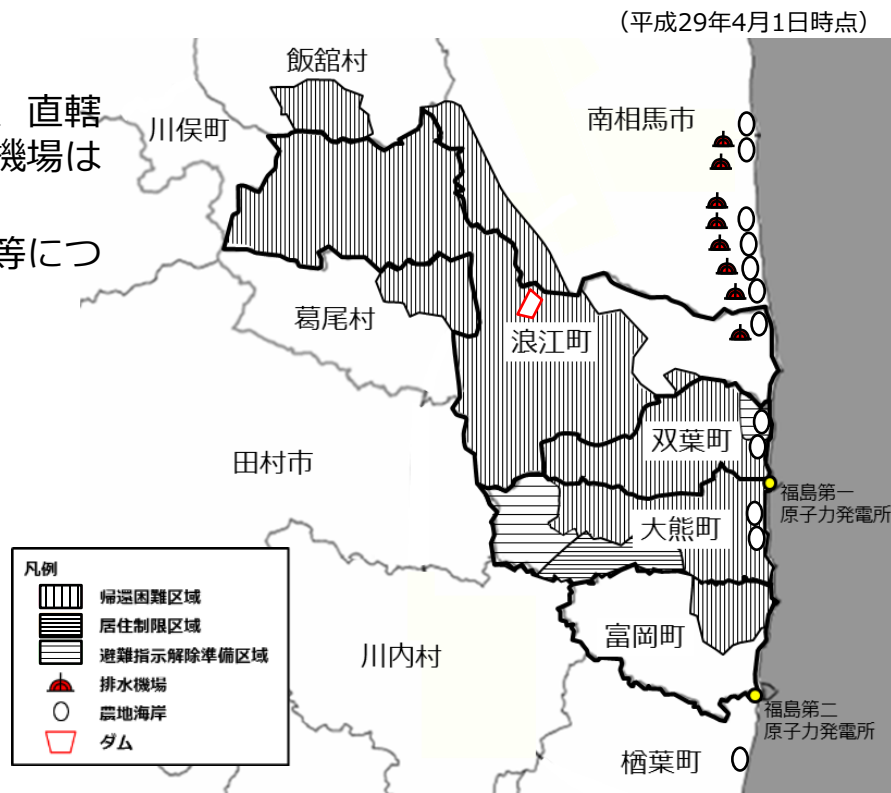 （平成29年4月1日時点）
飯舘村
直轄
川俣町
南相馬市
機場は
等につ
葛尾村
浪江町
双葉町
田村市
福島第一
原子力発電所
大熊町
凡例
帰還困難区域
居住制限区域
避難指示解除準備区域
排水機場
農地海岸
ダム
富岡町
川内村
福島第二
原子力発電所
楢葉町